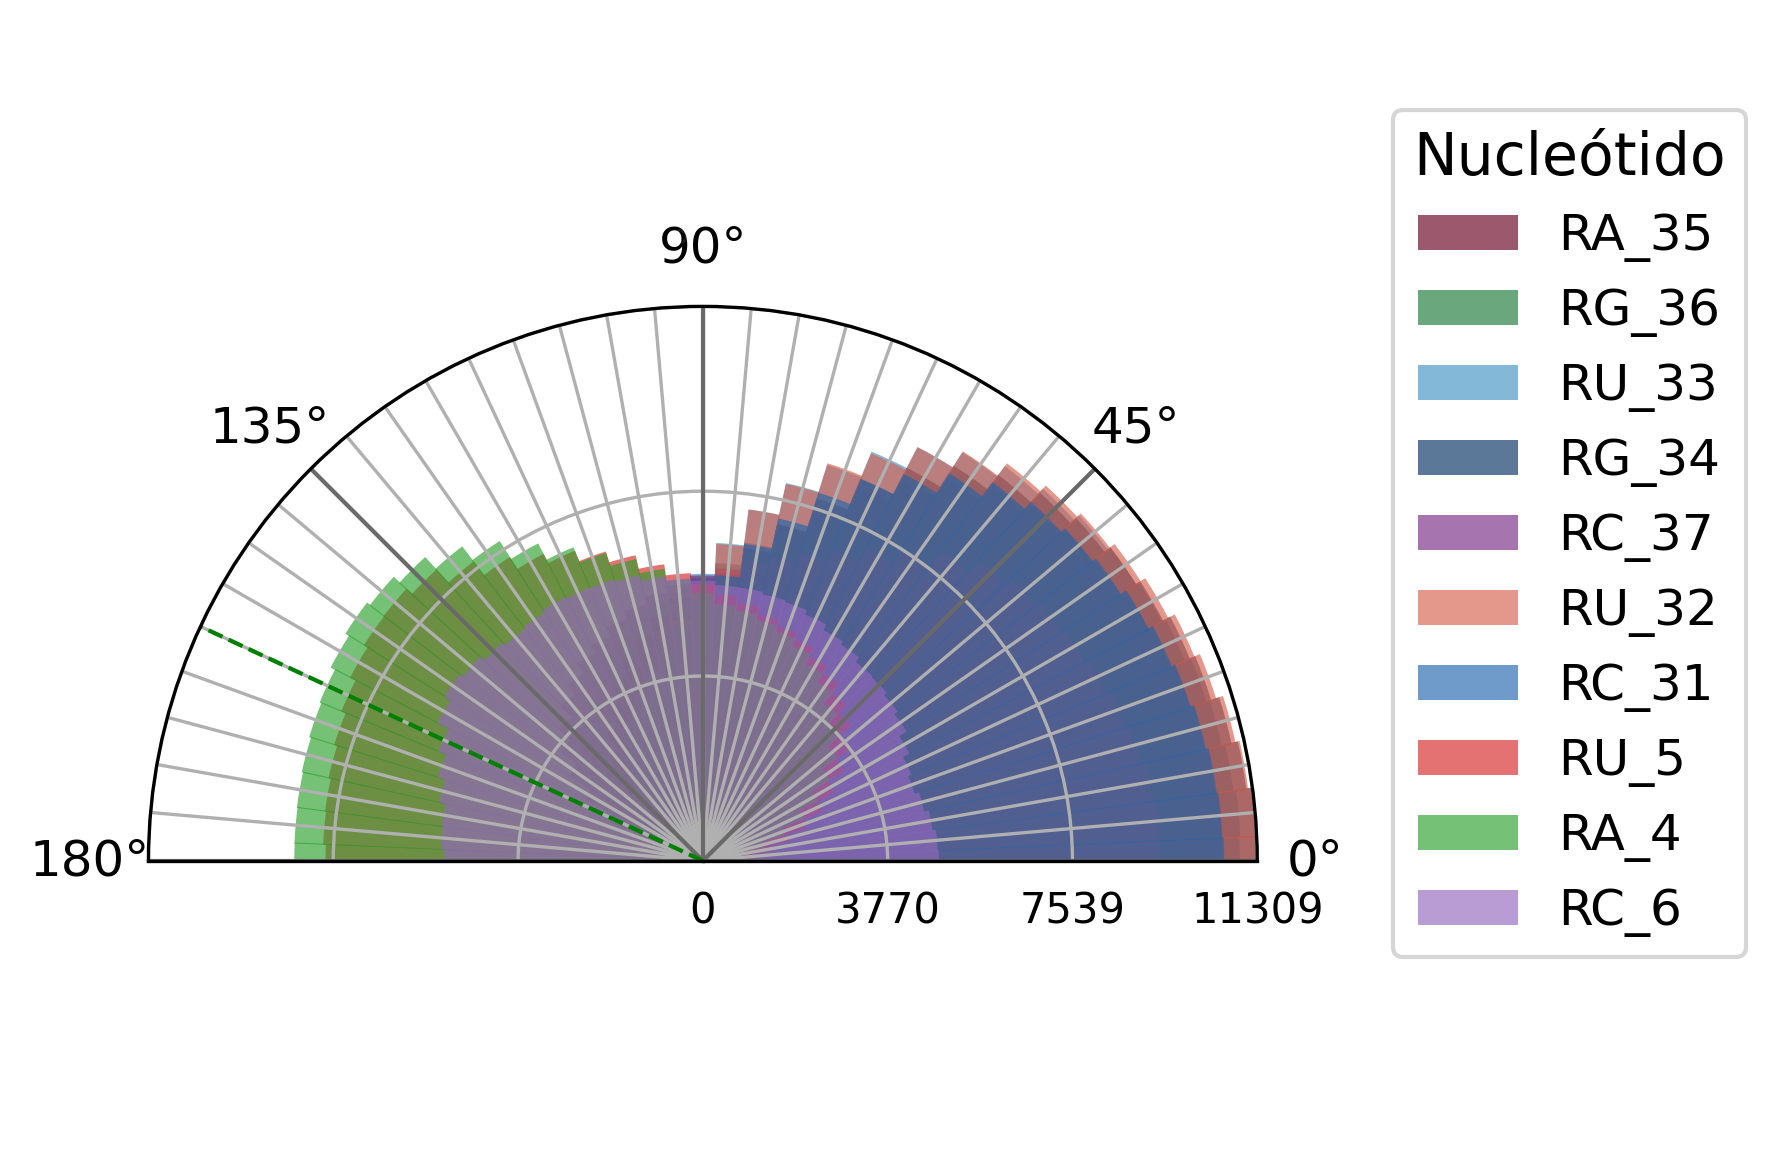 90°
135°
45°
180°
0°
0
3770
7539
11309
Nucleótido
RA_35
RG_36
RU_33
RG_34
RC_37
RU_32
RC_31
RU_5
RA_4
RC_6